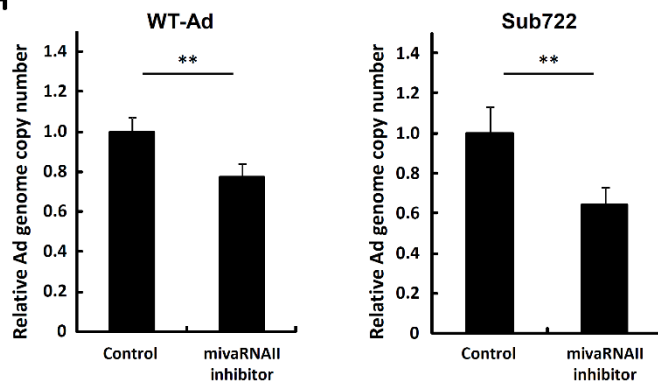 WT-Ad
Relative Ad genome copy number
1.4
1.2
1.0
0.8
0.6
0.4
0.2
0
**
Control
mivaRNAII
inhibitor
Sub722
Relative Ad genome copy number
1.4
1.2
1.0
0.8
0.6
0.4
0.2
0
**
Control
mivaRNAII
inhibitor